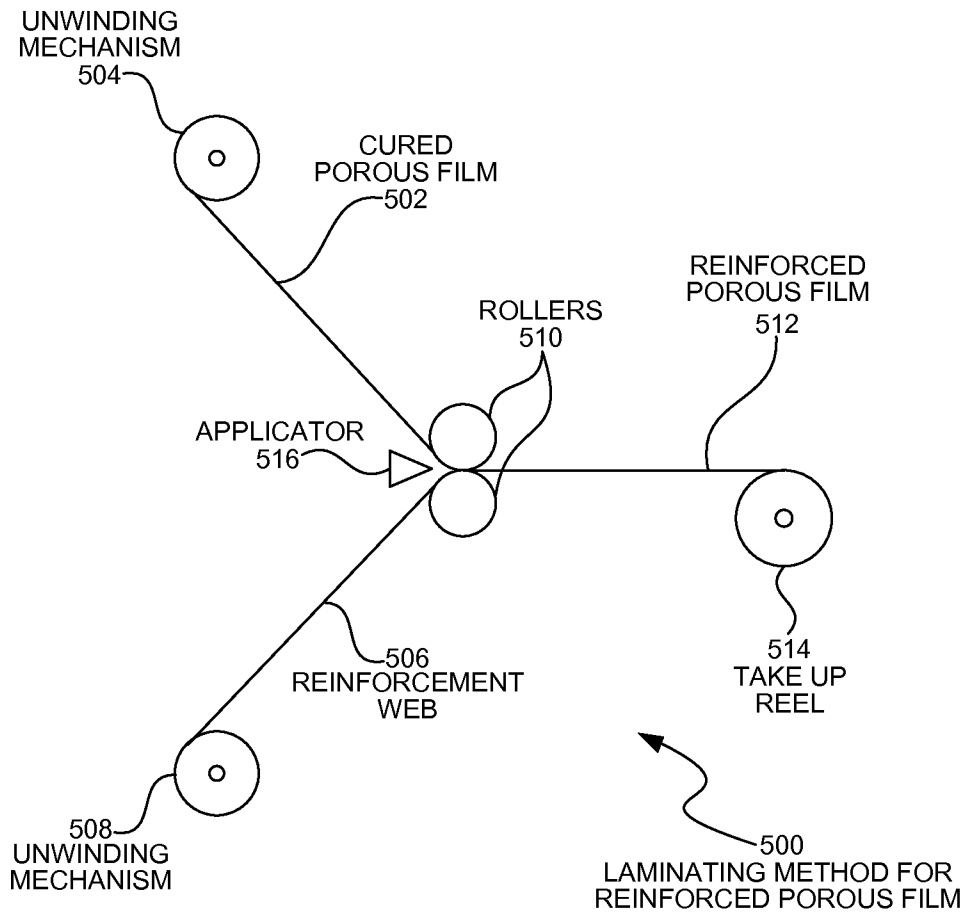 UNWINDING
MECHANISM
504
CURED
POROUS FILM
502
REINFORCED
POROUS FILM
512
ROLLERS
510
APPLICATOR
516
506
REINFORCEMENT
WEB
514
TAKE UP
REEL
508
UNWINDING
MECHANISM
500
LAMINATING METHOD FOR
REINFORCED POROUS FILM